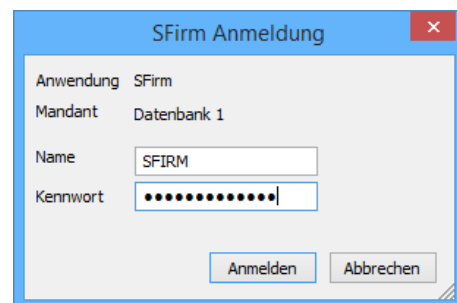 SFirm Anmeldung
Anwendung SFirm
Mandant Datenbank 1
Name SFIRM
Kennwort •••••••••••••
Anmelden Abbrechen